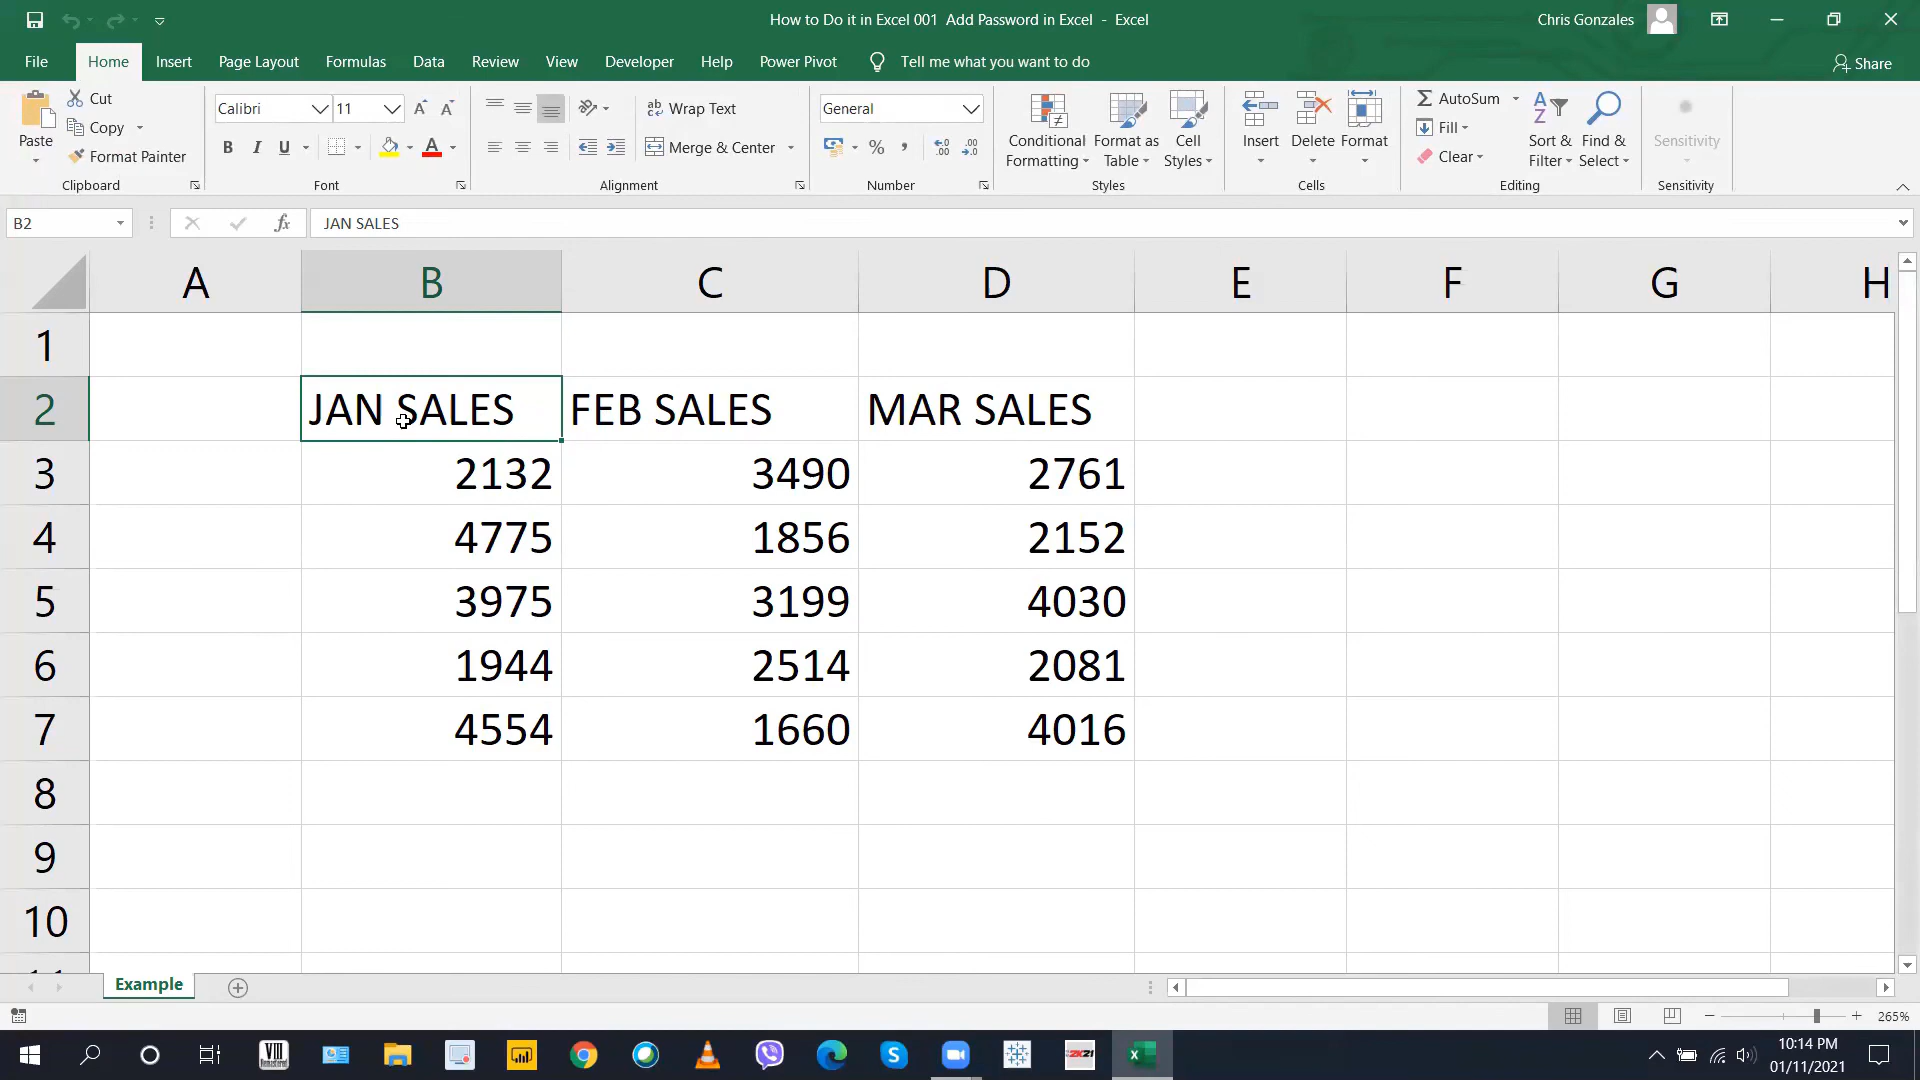 How to Do it in Excel 001  Add Password in Excel  -  Excel
Chris Gonzales
File Home Insert Page Layout Formulas Data Review View Developer Help Power Pivot Tell me what you want to do Share
Paste
Cut
Copy
Format Painter
Clipboard
Calibri 11
B I U A
Font
Wrap Text
Merge & Center
Alignment
General
% ,
Number
Conditional Formatting
Format as Table
Cell Styles
Styles
Insert
Delete
Format
Cells
AutoSum
Fill
Clear
Sort & Filter
Find & Select
Editing
Sensitivity
Sensitivity
B2 fx JAN SALES
A B C D E F G H
1
2 JAN SALES FEB SALES MAR SALES
3 2132 3490 2761
4 4775 1856 2152
5 3975 3199 4030
6 1944 2514 2081
7 4554 1660 4016
8
9
10
Example
265%
VIII
2K21
10:14 PM
01/11/2021